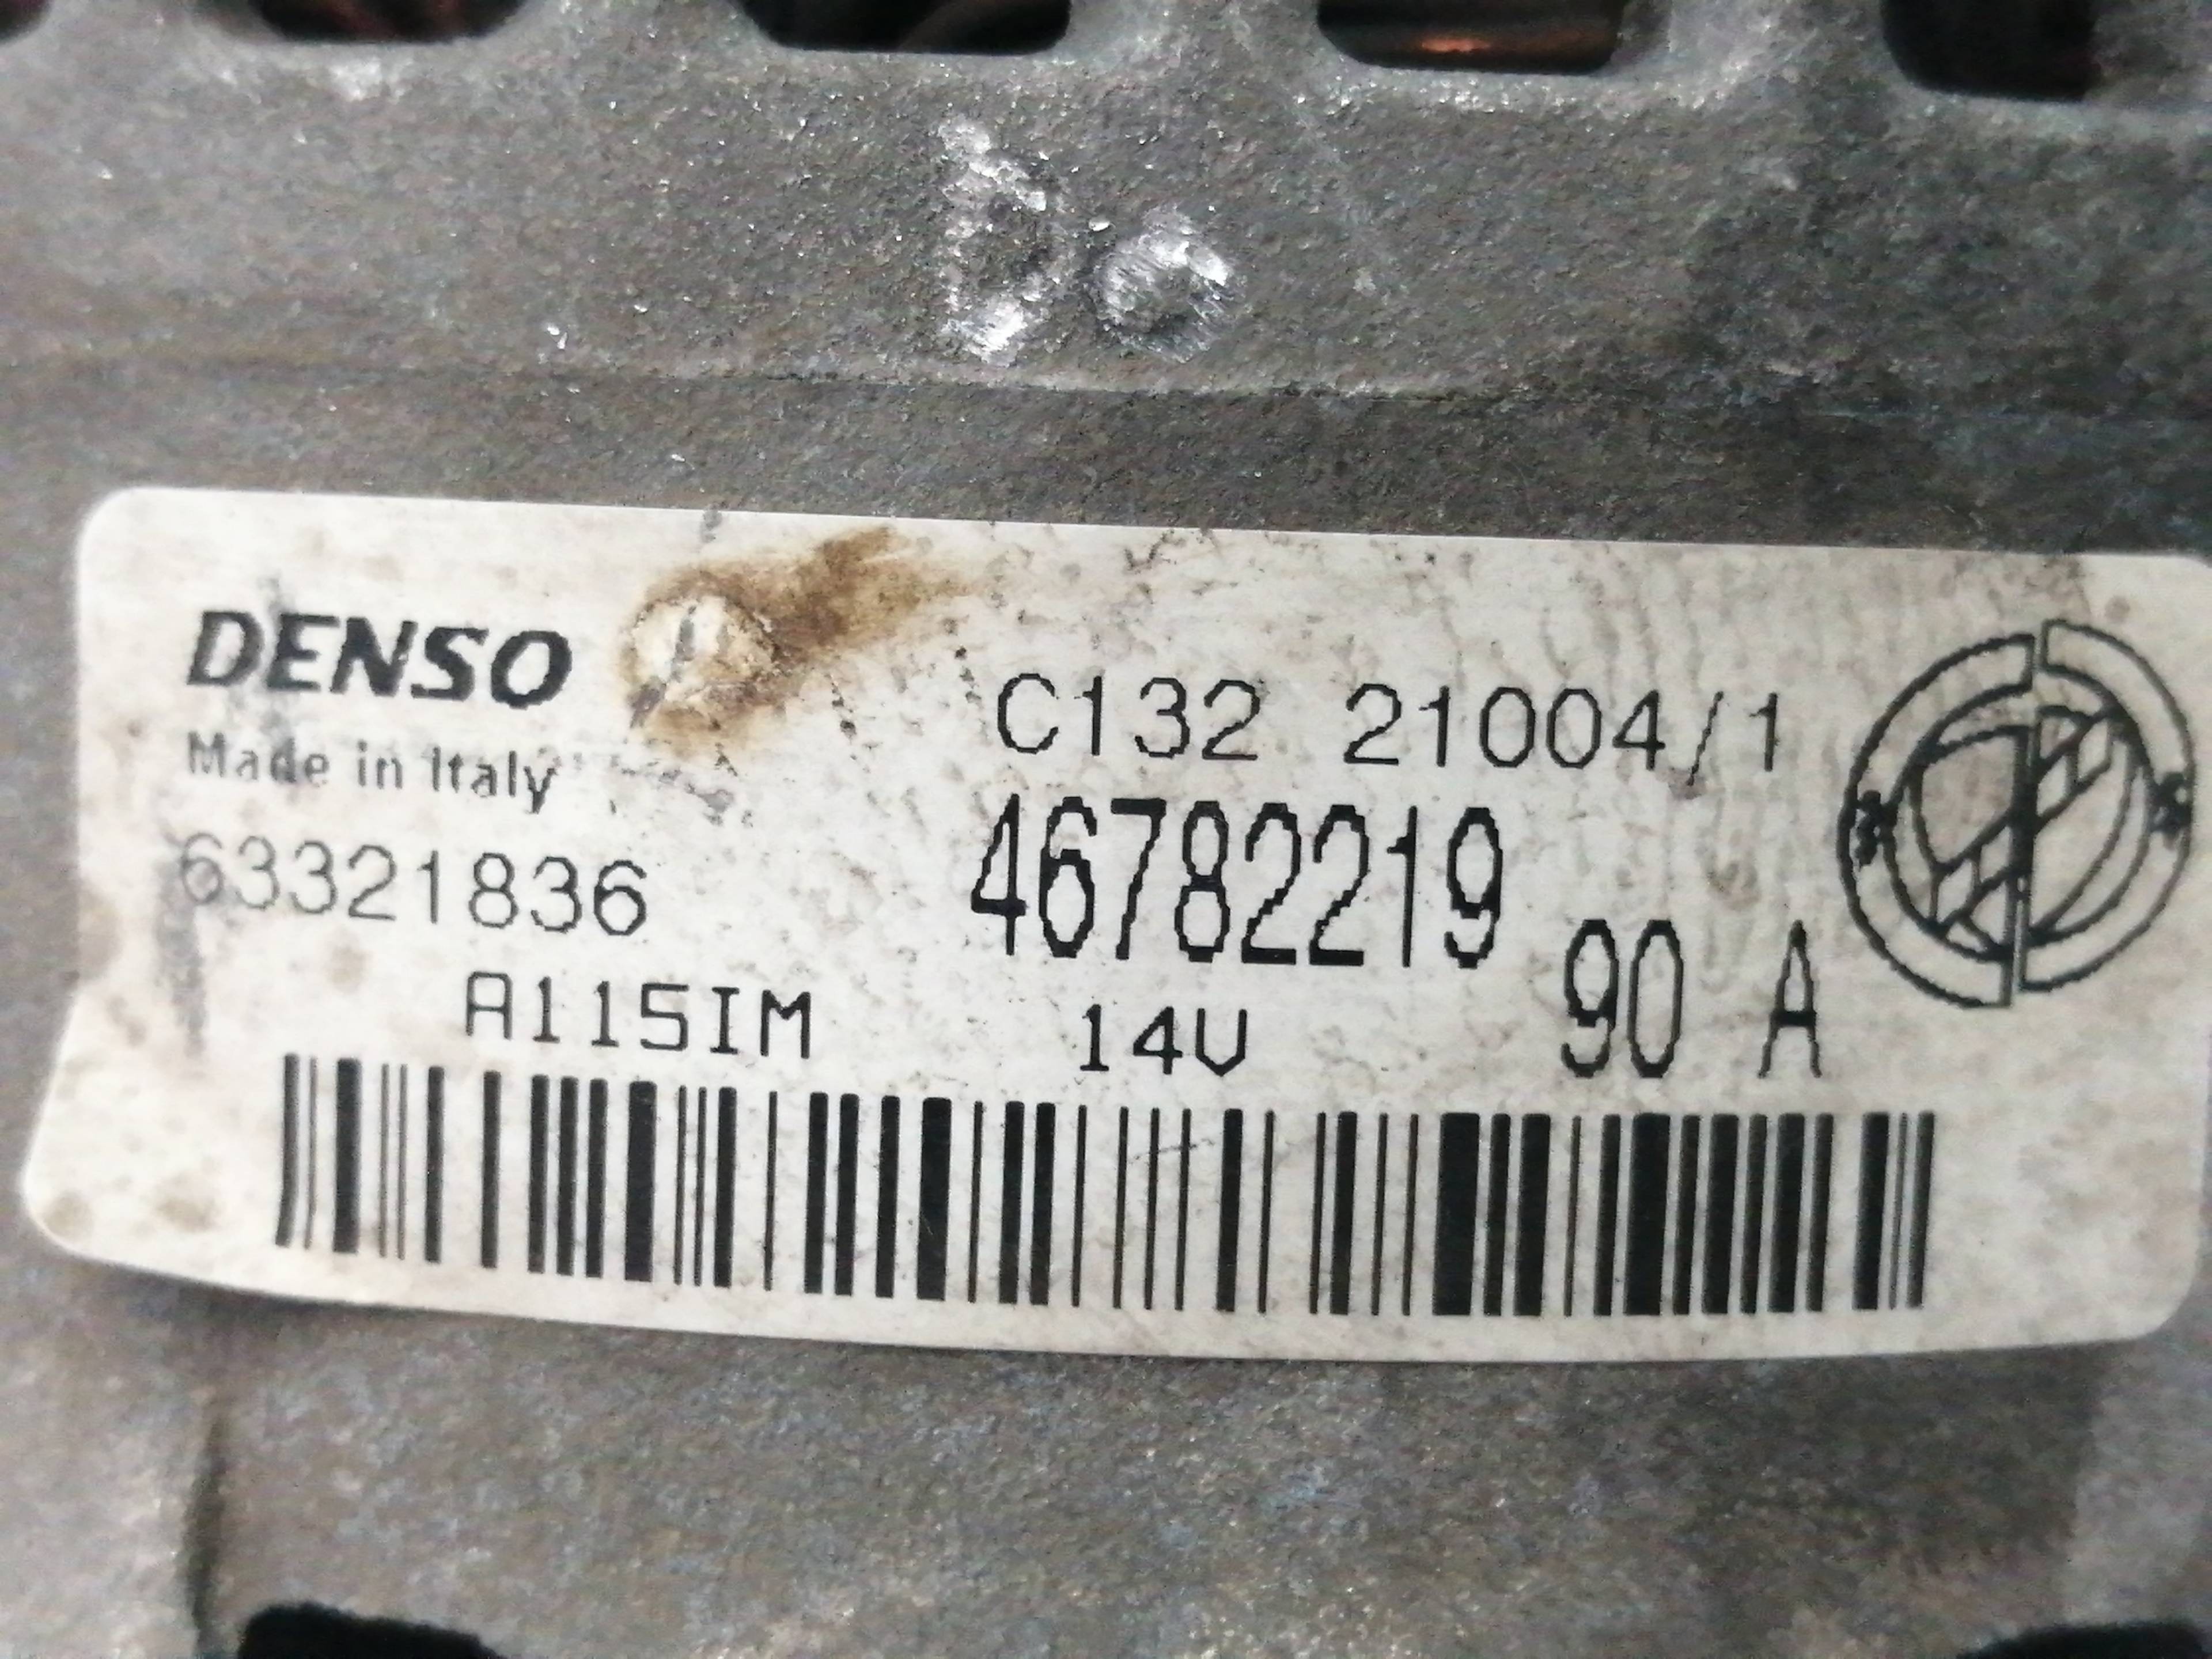 DENSO
Made in Italy
C132 21004/1
63321836
46782219
90 A
A115IM
14V